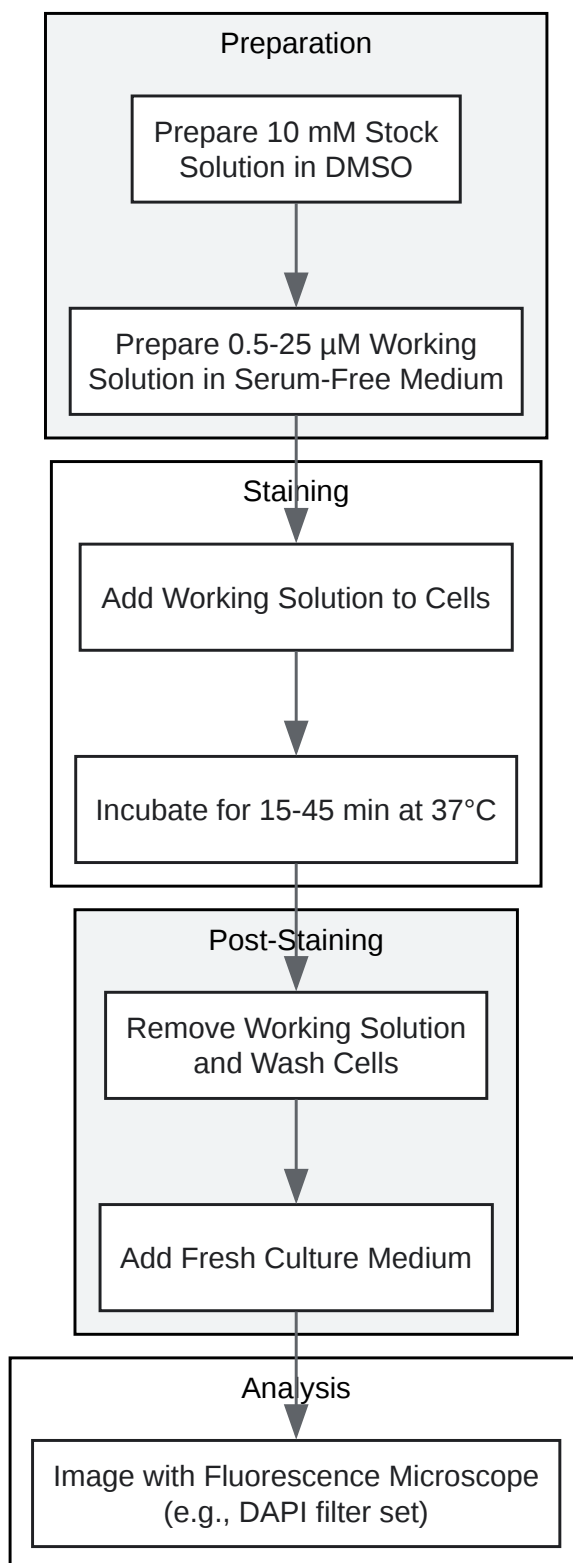 Preparation
Prepare 10 mM Stock
Solution in DMSO
Prepare 0.5-25 µM Working
Solution in Serum-Free Medium
Staining
Add Working Solution to Cells
Incubate for 15-45 min at 37°C
Post-Staining
Remove Working Solution
and Wash Cells
Add Fresh Culture Medium
Analysis
Image with Fluorescence Microscope
(e.g., DAPI filter set)